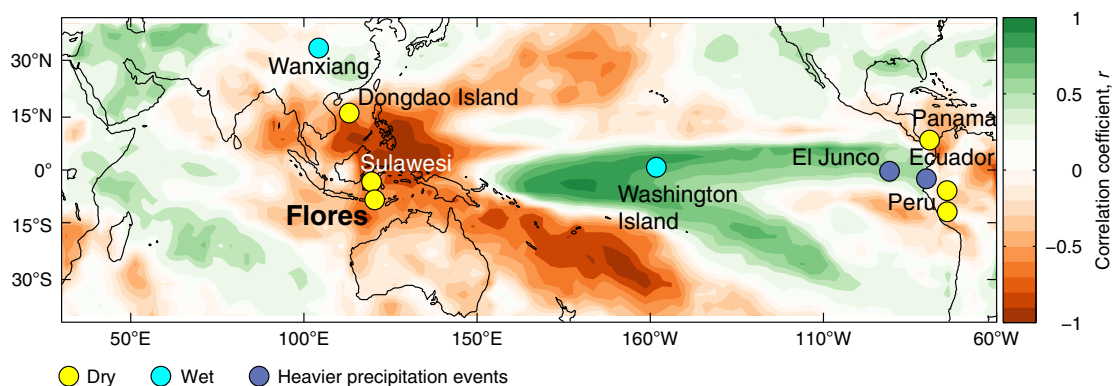 30°N
15°N
0°
15°S
30°S
50°E
100°E
150°E
160°W
110°W
60°W
Wanxiang
Dongdao Island
Sulawesi
Flores
Washington
Island
El Junco
Panama
Ecuador
Peru
1
0.5
0
−0.5
−1
Correlation coefficient, r
Dry
Wet
Heavier precipitation events